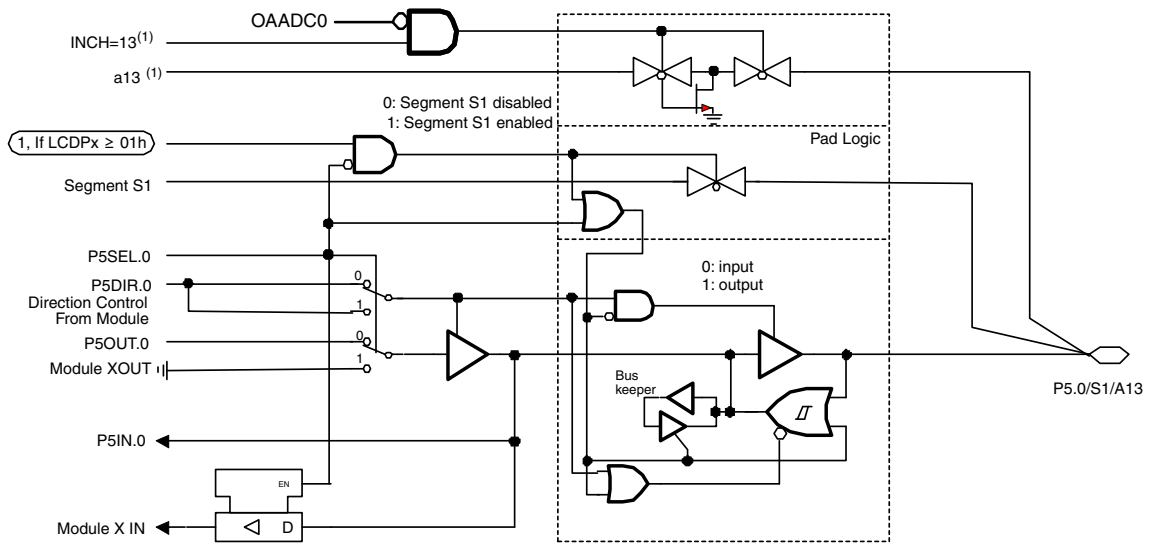 OAADC0
INCH=13(1)
a13 (1)
0: Segment S1 disabled
1: Segment S1 enabled
Pad Logic
1, If LCDPx ≥ 01h
Segment S1
P5SEL.0
P5DIR.0
Direction Control
From Module
P5OUT.0
Module XOUT
0
1
0
1
0: input
1: output
Bus
keeper
P5.0/S1/A13
P5IN.0
EN
D
Module X IN